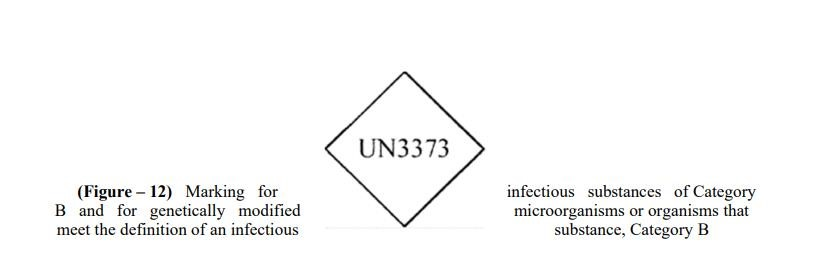 UN3373
(Figure – 12) Marking for infectious substances of Category
B and for genetically modified microorganisms or organisms that
meet the definition of an infectious substance, Category B